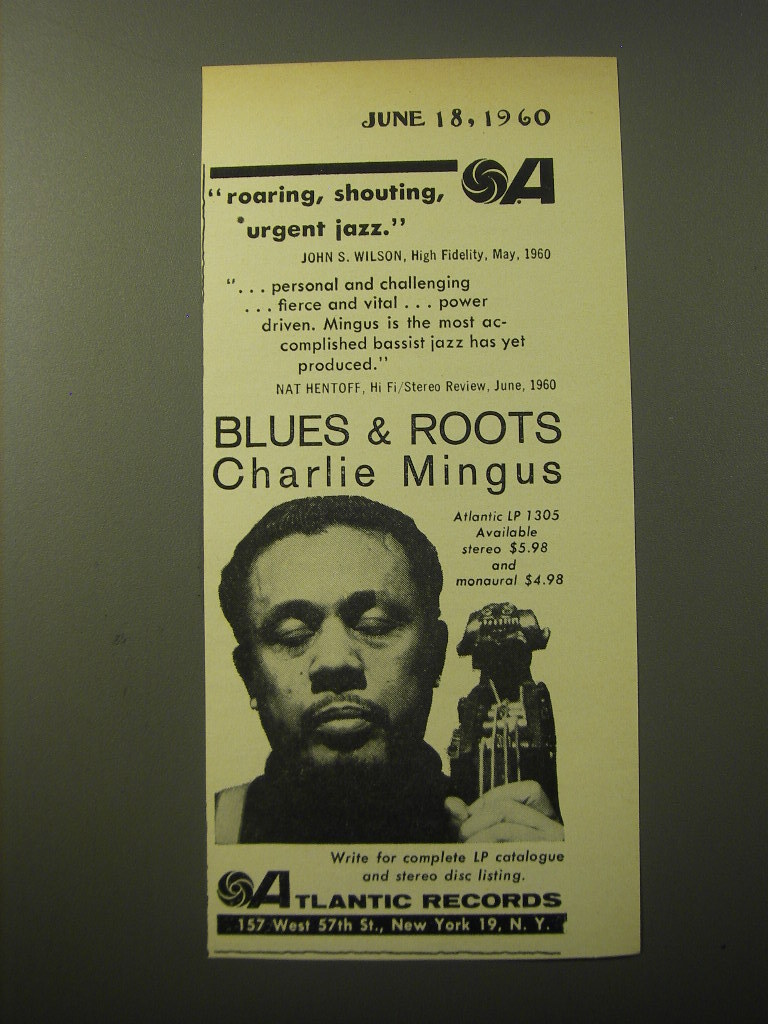 JUNE 18, 1960
"roaring, shouting,
urgent jazz."
JOHN S. WILSON, High Fidelity, May, 1960
". . . personal and challenging
. . . fierce and vital . . . power
driven. Mingus is the most ac-
complished bassist jazz has yet
produced."
NAT HENTOFF, Hi Fi/Stereo Review, June, 1960
BLUES & ROOTS
Charlie Mingus
Atlantic LP 1305
Available
stereo $5.98
and
monaural $4.98
Write for complete LP catalogue
and stereo disc listing.
ATLANTIC RECORDS
157 West 57th St., New York 19, N. Y.